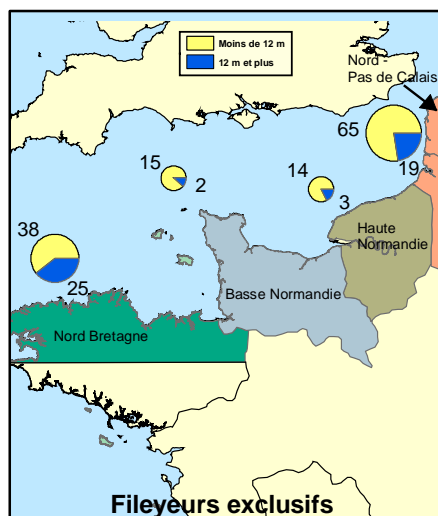 Moins de 12 m
12 m et plus
Nord -
Pas de Calais
65
19
15
2
14
3
38
25
Haute
Normandie
Basse Normandie
Nord Bretagne
Fileyeurs exclusifs